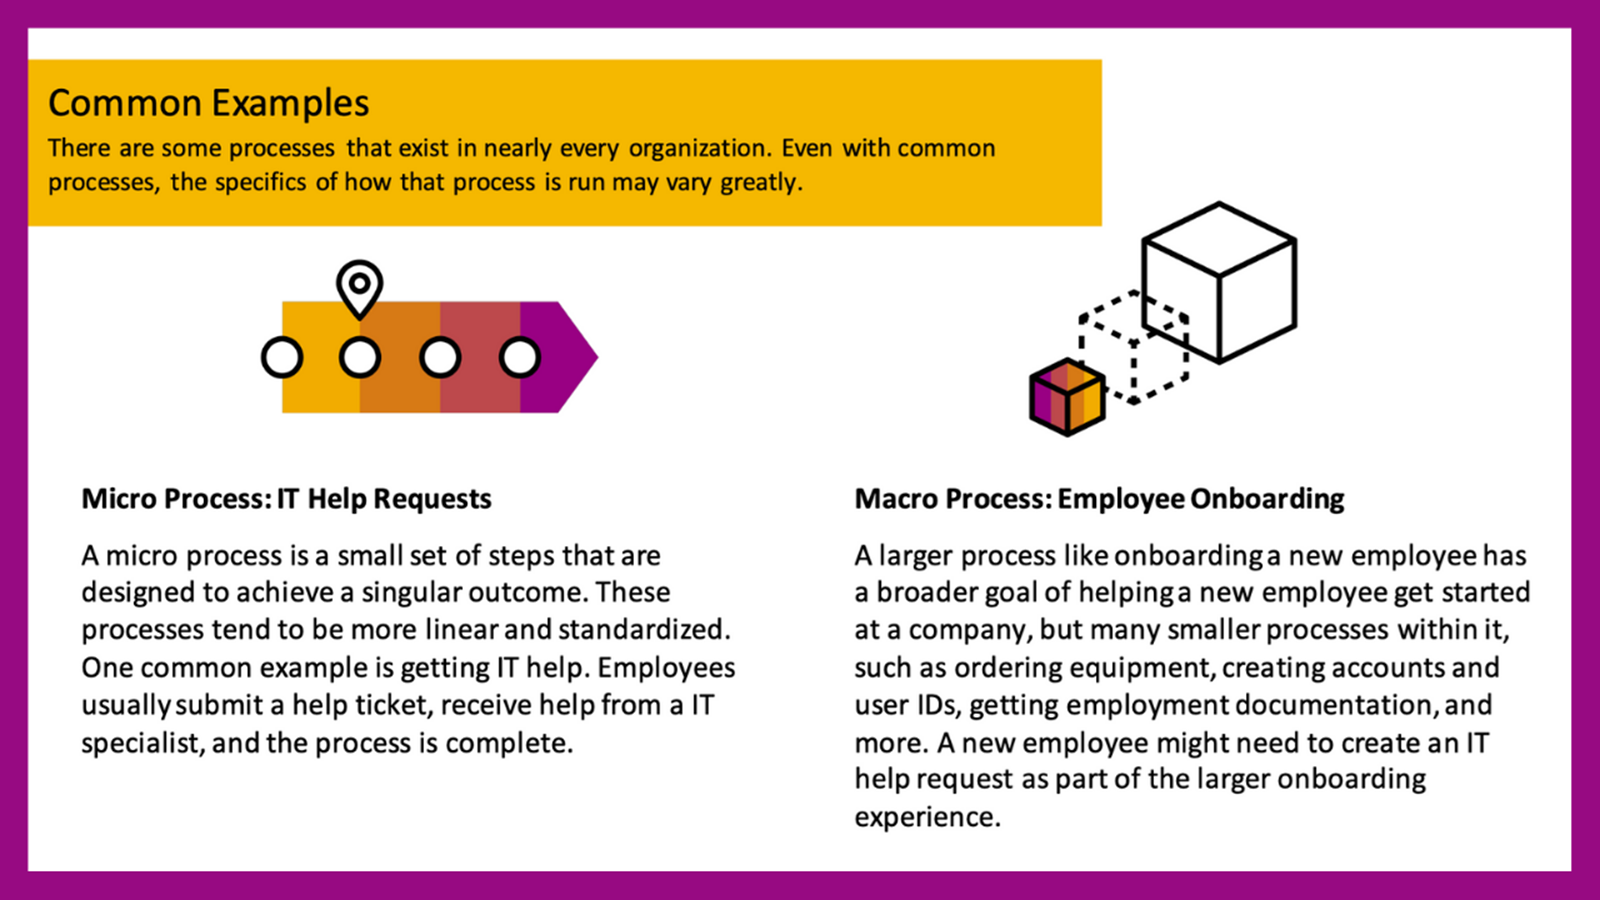 Common Examples
There are some processes that exist in nearly every organization. Even with common
processes, the specifics of how that process is run may vary greatly.
Micro Process: IT Help Requests
A micro process is a small set of steps that are
designed to achieve a singular outcome. These
processes tend to be more linear and standardized.
One common example is getting IT help. Employees
usually submit a help ticket, receive help from a IT
specialist, and the process is complete.
Macro Process: Employee Onboarding
A larger process like onboarding a new employee has
a broader goal of helping a new employee get started
at a company, but many smaller processes within it,
such as ordering equipment, creating accounts and
user IDs, getting employment documentation, and
more. A new employee might need to create an IT
help request as part of the larger onboarding
experience.